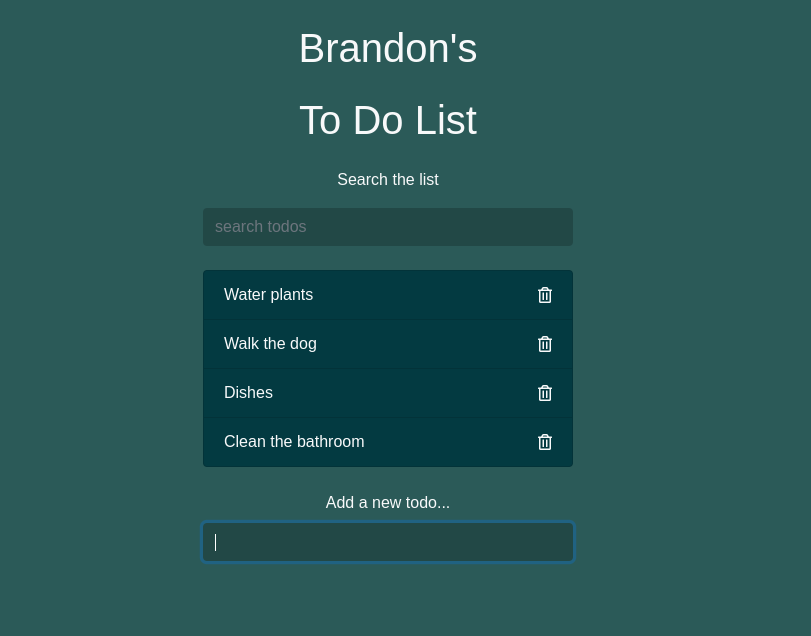 Brandon's
To Do List
Search the list
search todos
Water plants
Walk the dog
Dishes
Clean the bathroom
Add a new todo...